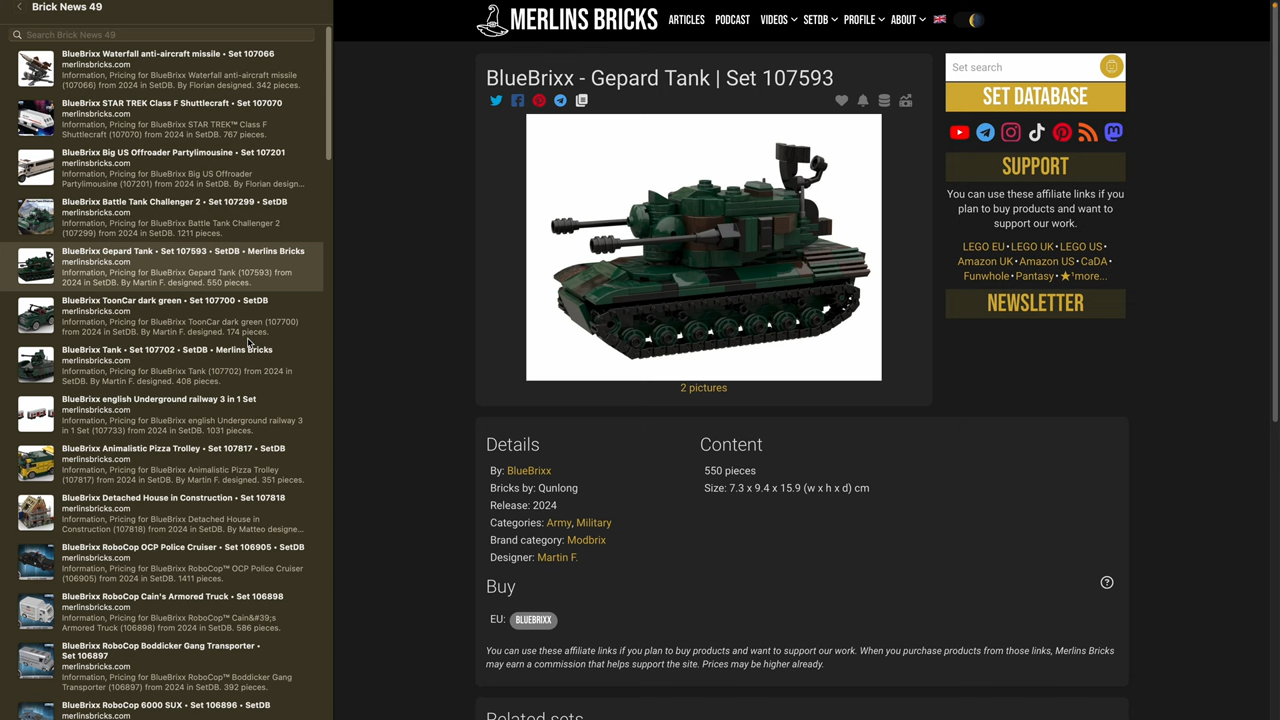 Brick News 49
Search Brick News 49
BlueBrixx Waterfall anti-aircraft missile • Set 107066
merlinsbricks.com
Information, Pricing for BlueBrixx Waterfall anti-aircraft missile
(107066) from 2024 in SetDB. By Florian designed. 342 pieces.
BlueBrixx STAR TREK Class F Shuttlecraft • Set 107070
merlinsbricks.com
Information, Pricing for BlueBrixx STAR TREK™ Class F
Shuttlecraft (107070) from 2024 in SetDB. 767 pieces.
BlueBrixx Big US Offroader Partylimousine • Set 107201
merlinsbricks.com
Information, Pricing for BlueBrixx Big US Offroader
Partylimousine (107201) from 2024 in SetDB. By Florian design...
BlueBrixx Battle Tank Challenger 2 • Set 107299 • SetDB
merlinsbricks.com
Information, Pricing for BlueBrixx Battle Tank Challenger 2
(107299) from 2024 in SetDB. 1211 pieces.
BlueBrixx Gepard Tank • Set 107593 • SetDB • Merlins Bricks
merlinsbricks.com
Information, Pricing for BlueBrixx Gepard Tank (107593) from
2024 in SetDB. By Martin F. designed. 550 pieces.
BlueBrixx ToonCar dark green • Set 107700 • SetDB
merlinsbricks.com
Information, Pricing for BlueBrixx ToonCar dark green (107700)
from 2024 in SetDB. By Martin F. designed. 174 pieces.
BlueBrixx Tank • Set 107702 • SetDB • Merlins Bricks
merlinsbricks.com
Information, Pricing for BlueBrixx Tank (107702) from 2024 in
SetDB. By Martin F. designed. 408 pieces.
BlueBrixx english Underground railway 3 in 1 Set
merlinsbricks.com
Information, Pricing for BlueBrixx english Underground railway 3
in 1 Set (107733) from 2024 in SetDB. 1031 pieces.
BlueBrixx Animalistic Pizza Trolley • Set 107817 • SetDB
merlinsbricks.com
Information, Pricing for BlueBrixx Animalistic Pizza Trolley
(107817) from 2024 in SetDB. By Martin F. designed. 351 pieces.
BlueBrixx Detached House in Construction • Set 107818
merlinsbricks.com
Information, Pricing for BlueBrixx Detached House in
Construction (107818) from 2024 in SetDB. By Matteo designe...
BlueBrixx RoboCop OCP Police Cruiser • Set 106905 • SetDB
merlinsbricks.com
Information, Pricing for BlueBrixx RoboCop™ OCP Police Cruiser
(106905) from 2024 in SetDB. 1411 pieces.
BlueBrixx RoboCop Cain's Armored Truck • Set 106898
merlinsbricks.com
Information, Pricing for BlueBrixx RoboCop™ Cain&#39;s
Armored Truck (106898) from 2024 in SetDB. 586 pieces.
BlueBrixx RoboCop Boddicker Gang Transporter •
Set 106897
merlinsbricks.com
Information, Pricing for BlueBrixx RoboCop™ Boddicker Gang
Transporter (106897) from 2024 in SetDB. 392 pieces.
BlueBrixx RoboCop 6000 SUX • Set 106896 • SetDB
merlinsbricks.com
MERLINS BRICKS
ARTICLES PODCAST VIDEOS SETDB PROFILE ABOUT
BlueBrixx - Gepard Tank | Set 107593
2 pictures
Details
By: BlueBrixx
Bricks by: Qunlong
Release: 2024
Categories: Army, Military
Brand category: Modbrix
Designer: Martin F.
Content
550 pieces
Size: 7.3 x 9.4 x 15.9 (w x h x d) cm
Buy
EU: BLUEBRIXX
You can use these affiliate links if you plan to buy products and want to support our work. When you purchase products from those links, Merlins Bricks
may earn a commission that helps support the site. Prices may be higher already.
Related sets
Set search
SET DATABASE
SUPPORT
You can use these affiliate links if you
plan to buy products and want to
support our work.
LEGO EU • LEGO UK • LEGO US •
Amazon UK • Amazon US • CaDA •
Funwhole • Pantasy • ★¹more...
NEWSLETTER